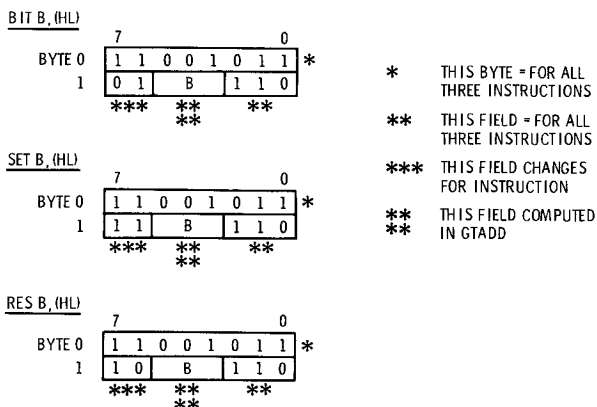 BIT B, (HL)
7 0
BYTE 0 1 1 0 0 1 0 1 1 *
1 0 1 B 1 1 0
*** ** **
**
SET B, (HL)
7 0
BYTE 0 1 1 0 0 1 0 1 1 *
1 1 1 B 1 1 0
*** ** **
**
RES B, (HL)
7 0
BYTE 0 1 1 0 0 1 0 1 1 *
1 1 0 B 1 1 0
*** ** **
**
* THIS BYTE = FOR ALL
THREE INSTRUCTIONS
** THIS FIELD = FOR ALL
THREE INSTRUCTIONS
*** THIS FIELD CHANGES
FOR INSTRUCTION
** THIS FIELD COMPUTED
** IN GTADD